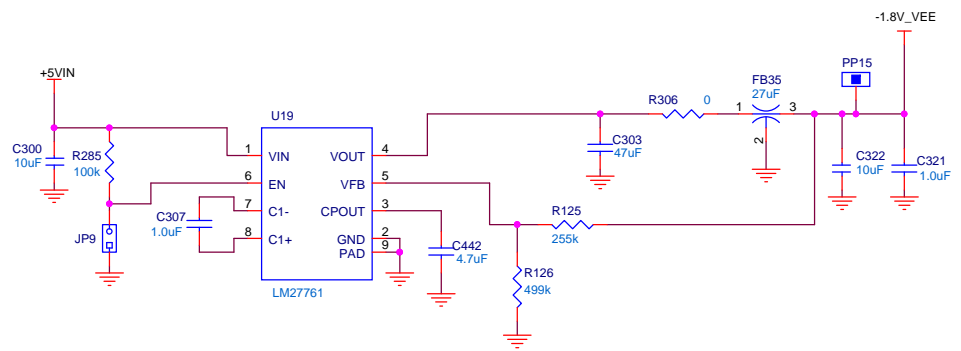 -1.8V_VEE
+5VIN
PP15
FB35
27uF
R306 0
1 3
2
U19
C300
10uF
R285
100k
1 VIN
VOUT 4
C303
47uF
C322
10uF
C321
1.0uF
6 EN
VFB 5
7 C1-
CPOUT 3
C307
1.0uF
8 C1+
GND 2
PAD 9
R125
255k
JP9
C442
4.7uF
R126
499k
LM27761